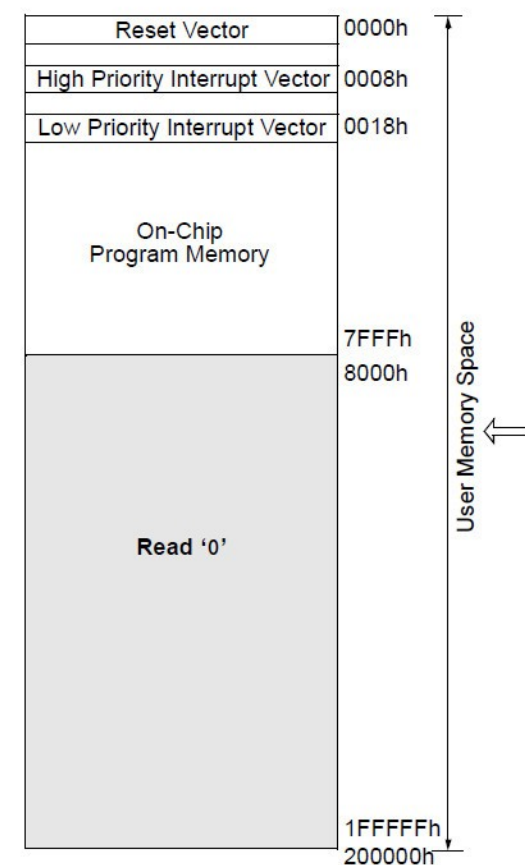 Reset Vector 0000h
High Priority Interrupt Vector 0008h
Low Priority Interrupt Vector 0018h
On-Chip
Program Memory
7FFFh
8000h
User Memory Space
Read ‘0’
1FFFFFh
200000h